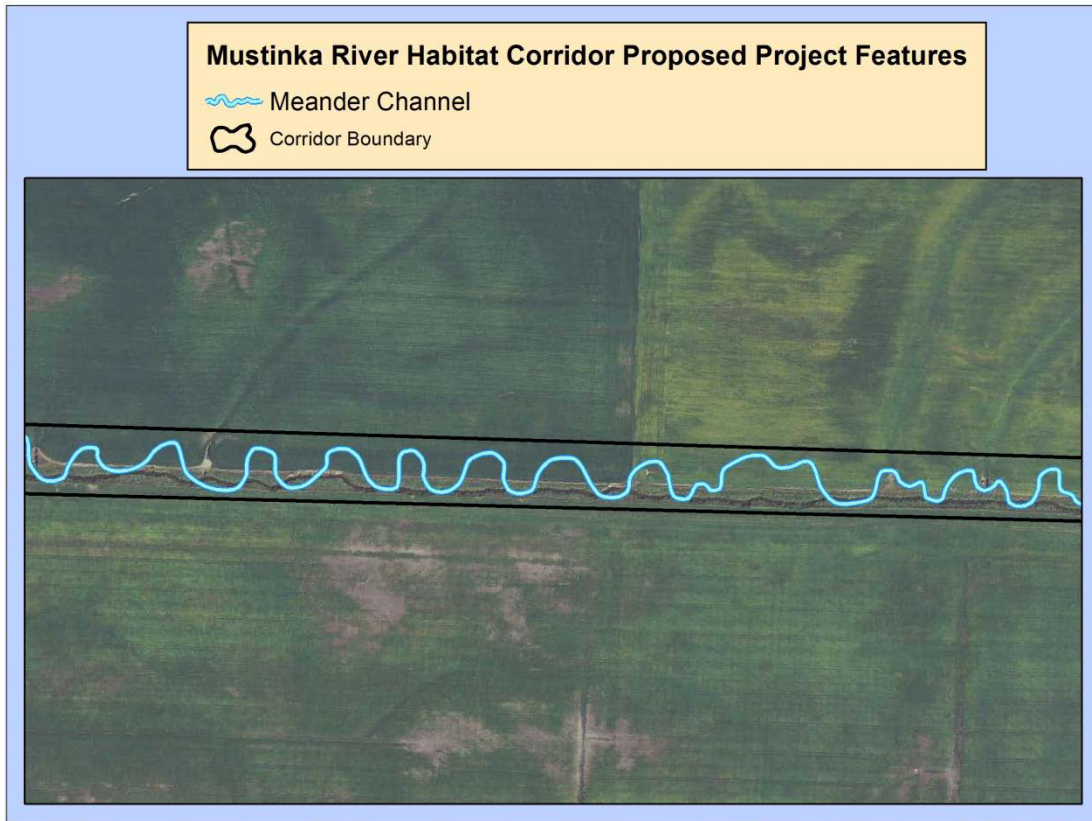 Mustinka River Habitat Corridor Proposed Project Features
Meander Channel
Corridor Boundary